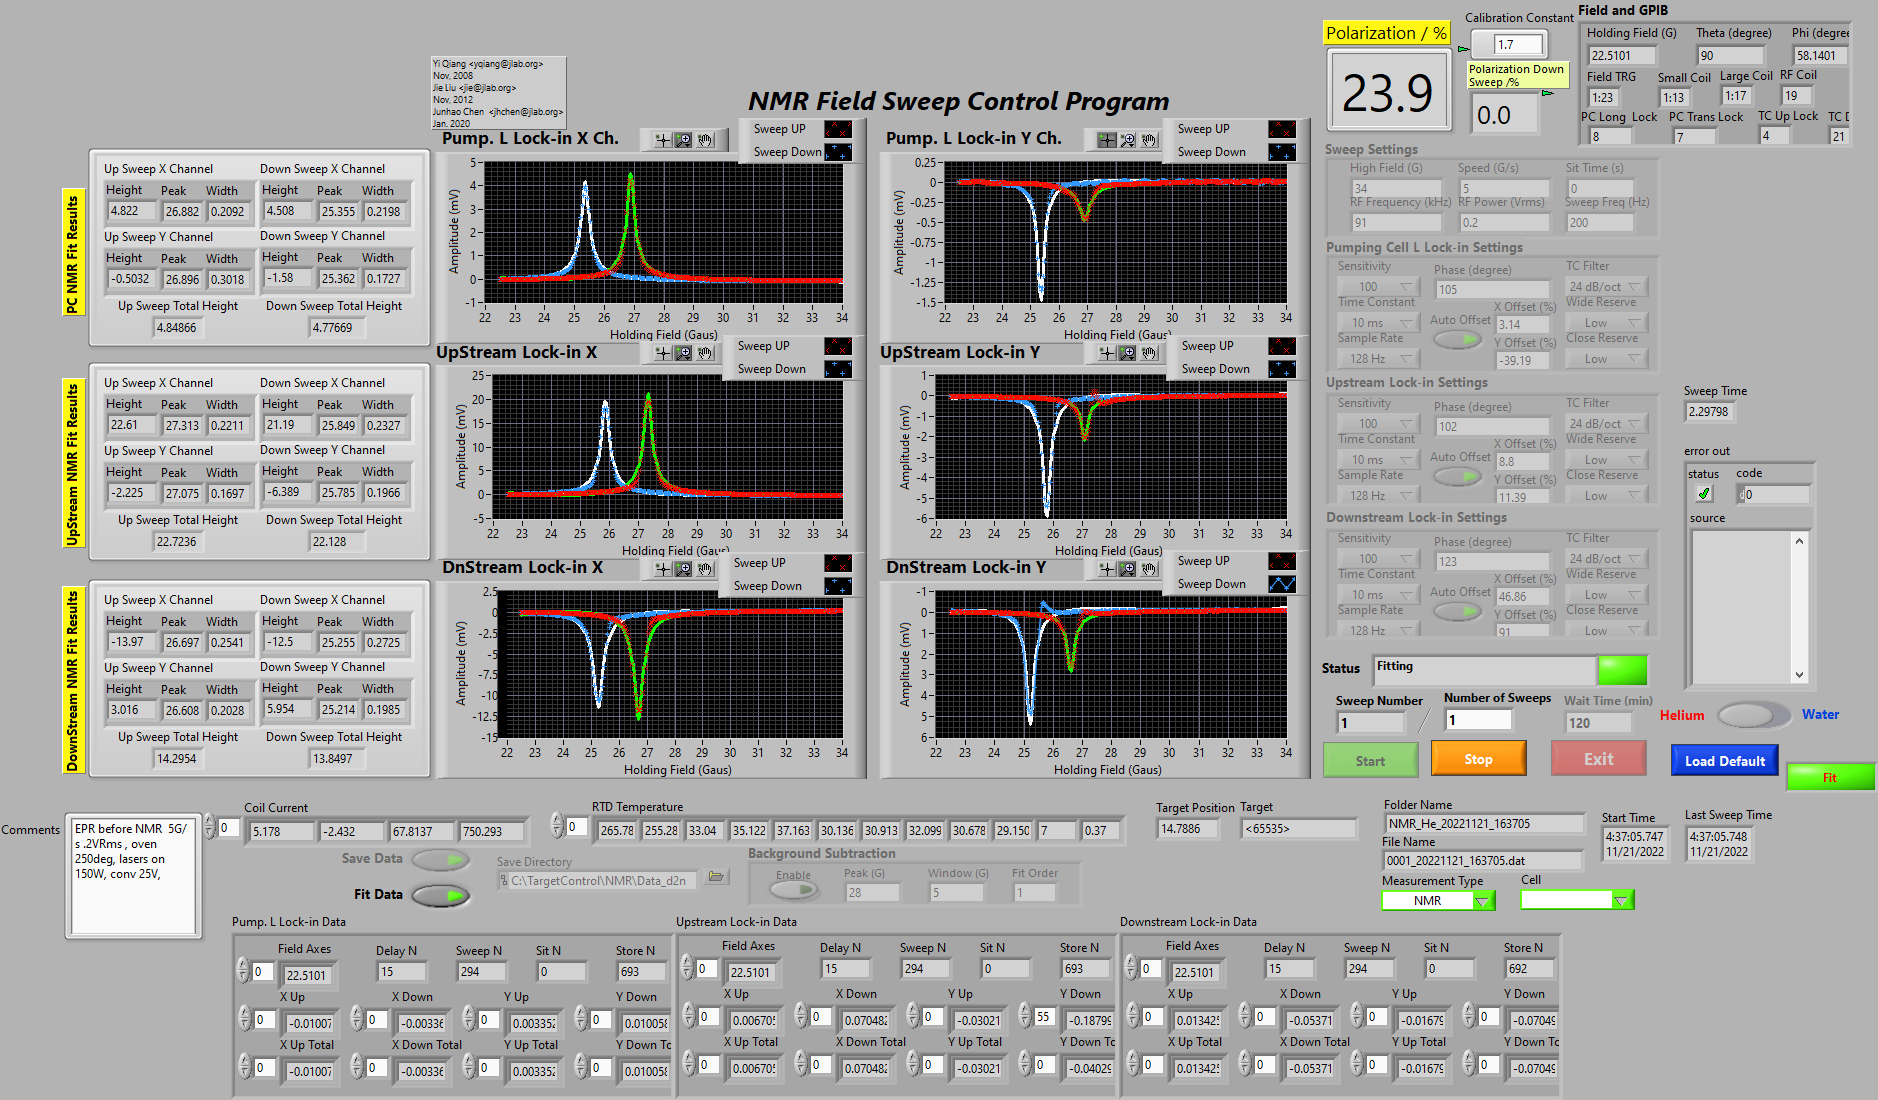 Yi Qiang <yqiang@jlab.org>
Nov, 2008
Jie Liu <jie@jlab.org>
Nov, 2012
Junhao Chen <jhchen@jlab.org>
Jan. 2020
NMR Field Sweep Control Program
Polarization / %
23.9
Calibration Constant
1.7
Polarization Down
Sweep /%
0.0
Field and GPIB
Holding Field (G) Theta (degree) Phi (degree
22.5101 90 58.1401
Field TRG Small Coil Large Coil RF Coil
1:23 1:13 1:17 19
PC Long Lock PC Trans Lock TC Up Lock TC D
8 7 4 21
PC NMR Fit Results
Up Sweep X Channel Down Sweep X Channel
Height Peak Width Height Peak Width
4.822 26.882 0.2092 4.508 25.355 0.2198
Up Sweep Y Channel Down Sweep Y Channel
Height Peak Width Height Peak Width
-0.5032 26.896 0.3018 -1.58 25.362 0.1727
Up Sweep Total Height Down Sweep Total Height
4.84866 4.77669
Pump. L Lock-in X Ch.
Sweep UP
Sweep Down
Amplitude (mV)
5
4
3
2
1
0
-1
22 23 24 25 26 27 28 29 30 31 32 33 34
Holding Field (Gaus)
Pump. L Lock-in Y Ch.
Sweep UP
Sweep Down
Amplitude (mV)
0.25
0
-0.25
-0.5
-0.75
-1
-1.25
-1.5
22 23 24 25 26 27 28 29 30 31 32 33 34
Holding Field (Gaus)
UpStream NMR Fit Results
Up Sweep X Channel Down Sweep X Channel
Height Peak Width Height Peak Width
22.61 27.313 0.2211 21.19 25.849 0.2327
Up Sweep Y Channel Down Sweep Y Channel
Height Peak Width Height Peak Width
-2.225 27.075 0.1697 -6.389 25.785 0.1966
Up Sweep Total Height Down Sweep Total Height
22.7236 22.128
UpStream Lock-in X
Sweep UP
Sweep Down
Amplitude (mV)
25
20
15
10
5
0
-5
22 23 24 25 26 27 28 29 30 31 32 33 34
Holding Field (Gaus)
UpStream Lock-in Y
Sweep UP
Sweep Down
Amplitude (mV)
1
0
-1
-2
-3
-4
-5
-6
22 23 24 25 26 27 28 29 30 31 32 33 34
Holding Field (Gaus)
DownStream NMR Fit Results
Up Sweep X Channel Down Sweep X Channel
Height Peak Width Height Peak Width
-13.97 26.697 0.2541 -12.5 25.255 0.2725
Up Sweep Y Channel Down Sweep Y Channel
Height Peak Width Height Peak Width
3.016 26.608 0.2028 5.954 25.214 0.1985
Up Sweep Total Height Down Sweep Total Height
14.2954 13.8497
DnStream Lock-in X
Sweep UP
Sweep Down
Amplitude (mV)
2.5
0
-2.5
-5
-7.5
-10
-12.5
-15
22 23 24 25 26 27 28 29 30 31 32 33 34
Holding Field (Gaus)
DnStream Lock-in Y
Sweep UP
Sweep Down
Amplitude (mV)
-1
0
1
2
3
4
5
6
22 23 24 25 26 27 28 29 30 31 32 33 34
Holding Field (Gaus)
Sweep Settings
High Field (G) Speed (G/s) Sit Time (s)
34 5 0
RF Frequency (kHz) RF Power (Vrms) Sweep Freq (Hz)
91 0.2 200
Pumping Cell L Lock-in Settings
Sensitivity Phase (degree) TC Filter
100 105 24 dB/oct
Time Constant X Offset (%) Wide Reserve
10 ms Auto Offset 3.14 Low
Sample Rate Y Offset (%) Close Reserve
128 Hz -39.19 Low
Upstream Lock-in Settings
Sensitivity Phase (degree) TC Filter
100 102 24 dB/oct
Time Constant X Offset (%) Wide Reserve
10 ms Auto Offset 8.8 Low
Sample Rate Y Offset (%) Close Reserve
128 Hz 11.39 Low
Downstream Lock-in Settings
Sensitivity Phase (degree) TC Filter
100 123 24 dB/oct
Time Constant X Offset (%) Wide Reserve
10 ms Auto Offset 46.86 Low
Sample Rate Y Offset (%) Close Reserve
128 Hz 91 Low
Sweep Time
2.29798
error out
status code
0
source
Status Fitting
Sweep Number Number of Sweeps Wait Time (min)
1 / 1 120
Helium Water
Start Stop Exit Load Default Fit
Comments
EPR before NMR 5G/
s .2VRms , oven
250deg, lasers on
150W, conv 25V,
Coil Current
0 5.178 -2.432 67.8137 750.293
RTD Temperature
0 265.78 255.28 33.04 35.122 37.163 30.136 30.913 32.099 30.678 29.150 7 0.37
Target Position Target
14.7886 <65535>
Folder Name
NMR_He_20221121_163705
File Name
0001_20221121_163705.dat
Start Time
4:37:05.747
11/21/2022
Last Sweep Time
4:37:05.748
11/21/2022
Measurement Type Cell
NMR
Save Data
Fit Data
Save Directory
C:\TargetControl\NMR\Data_d2n
Background Subtraction
Enable Peak (G) Window (G) Fit Order
28 5 1
Pump. L Lock-in Data
Field Axes Delay N Sweep N Sit N Store N
0 22.5101 15 294 0 693
X Up X Down Y Up Y Down
0 -0.01007 0 -0.00336 0 0.003352 0 0.010058
X Up Total X Down Total Y Up Total Y Down To
0 -0.01007 0 -0.00336 0 0.003352 0 0.010058
Upstream Lock-in Data
Field Axes Delay N Sweep N Sit N Store N
0 22.5101 15 294 0 693
X Up X Down Y Up Y Down
0 0.006705 0 0.070482 0 -0.03021 55 -0.18799
X Up Total X Down Total Y Up Total Y Down To
0 0.006705 0 0.070482 0 -0.03021 0 -0.04029
Downstream Lock-in Data
Field Axes Delay N Sweep N Sit N Store N
0 22.5101 15 294 0 692
X Up X Down Y Up Y Down
0 0.013425 0 -0.05371 0 -0.01679 0 -0.07049
X Up Total X Down Total Y Up Total Y Down To
0 0.013425 0 -0.05371 0 -0.01679 0 -0.07049